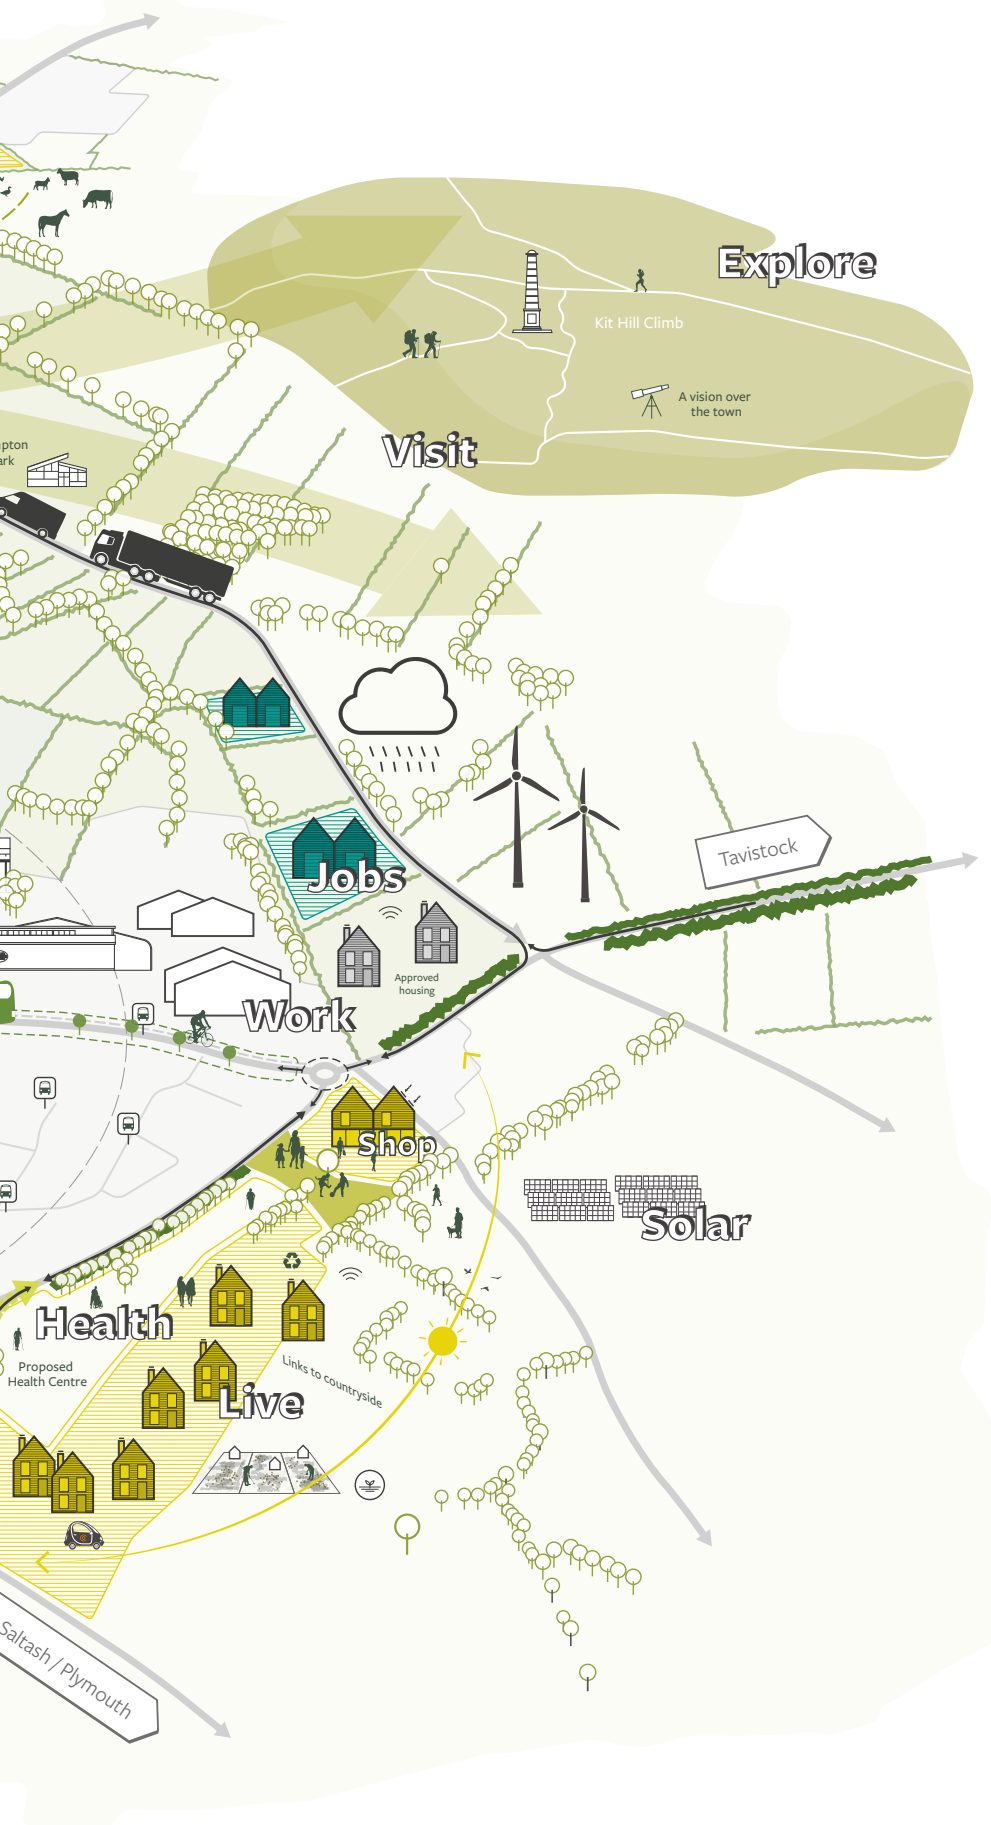 Explore
Kit Hill Climb
A vision over
the town
Visit
Tavistock
Jobs
Approved
housing
Work
Shop
Solar
Health
Proposed
Health Centre
Links to countryside
Live
Saltash / Plymouth